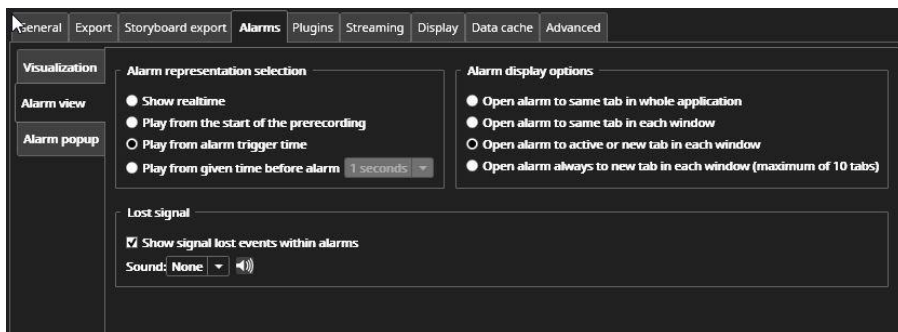 General Export Storyboard export Alarms Plugins Streaming Display Data cache Advanced
Visualization
Alarm view
Alarm popup
Alarm representation selection
Show realtime
Play from the start of the prerecording
Play from alarm trigger time
Play from given time before alarm 1 seconds
Alarm display options
Open alarm to same tab in whole application
Open alarm to same tab in each window
Open alarm to active or new tab in each window
Open alarm always to new tab in each window (maximum of 10 tabs)
Lost signal
Show signal lost events within alarms
Sound: None